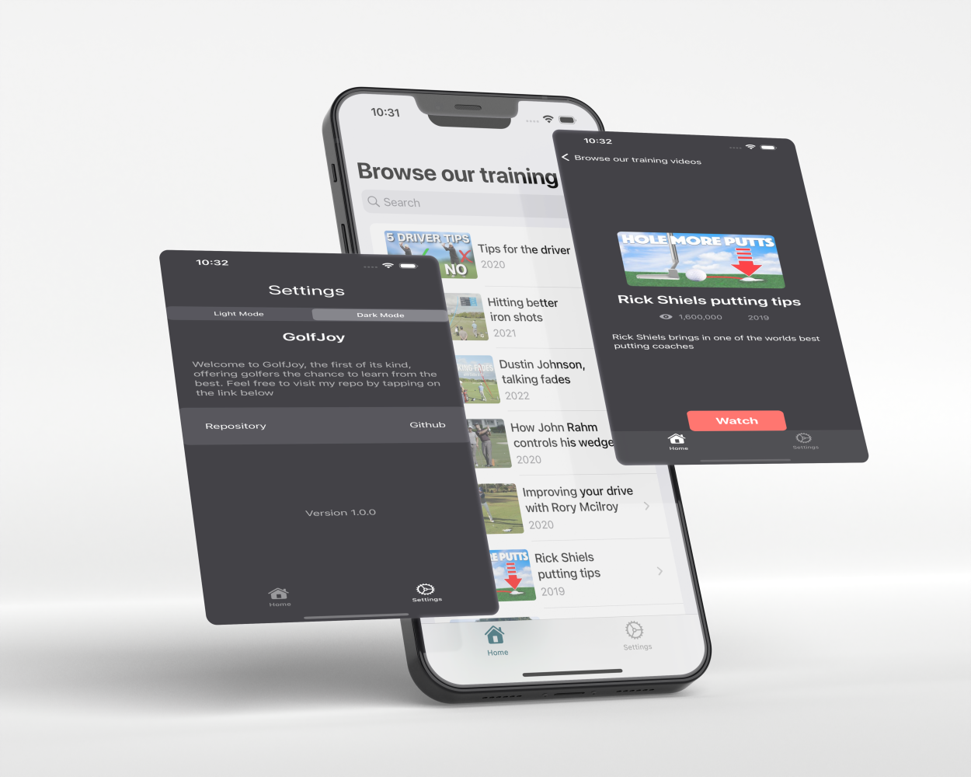 10:31
Browse our training
Search
5 DRIVER TIPS
NO
Tips for the driver
2020
Hitting better
iron shots
2021
Dustin Johnson,
talking fades
2022
How John Rahm
controls his wedge
2020
Improving your drive
with Rory Mcilroy
2020
E PUTTS
Rick Shiels
putting tips
2019
Home
Settings
10:32
Settings
Light Mode
Dark Mode
GolfJoy
Welcome to GolfJoy, the first of its kind,
offering golfers the chance to learn from the
best. Feel free to visit my repo by tapping on
the link below
Repository
Github
Version 1.0.0
Home
Settings
10:32
Browse our training videos
HOLE MORE PUTTS
Rick Shiels putting tips
1,600,000
2019
Rick Shiels brings in one of the worlds best
putting coaches
Watch
Home
Settings